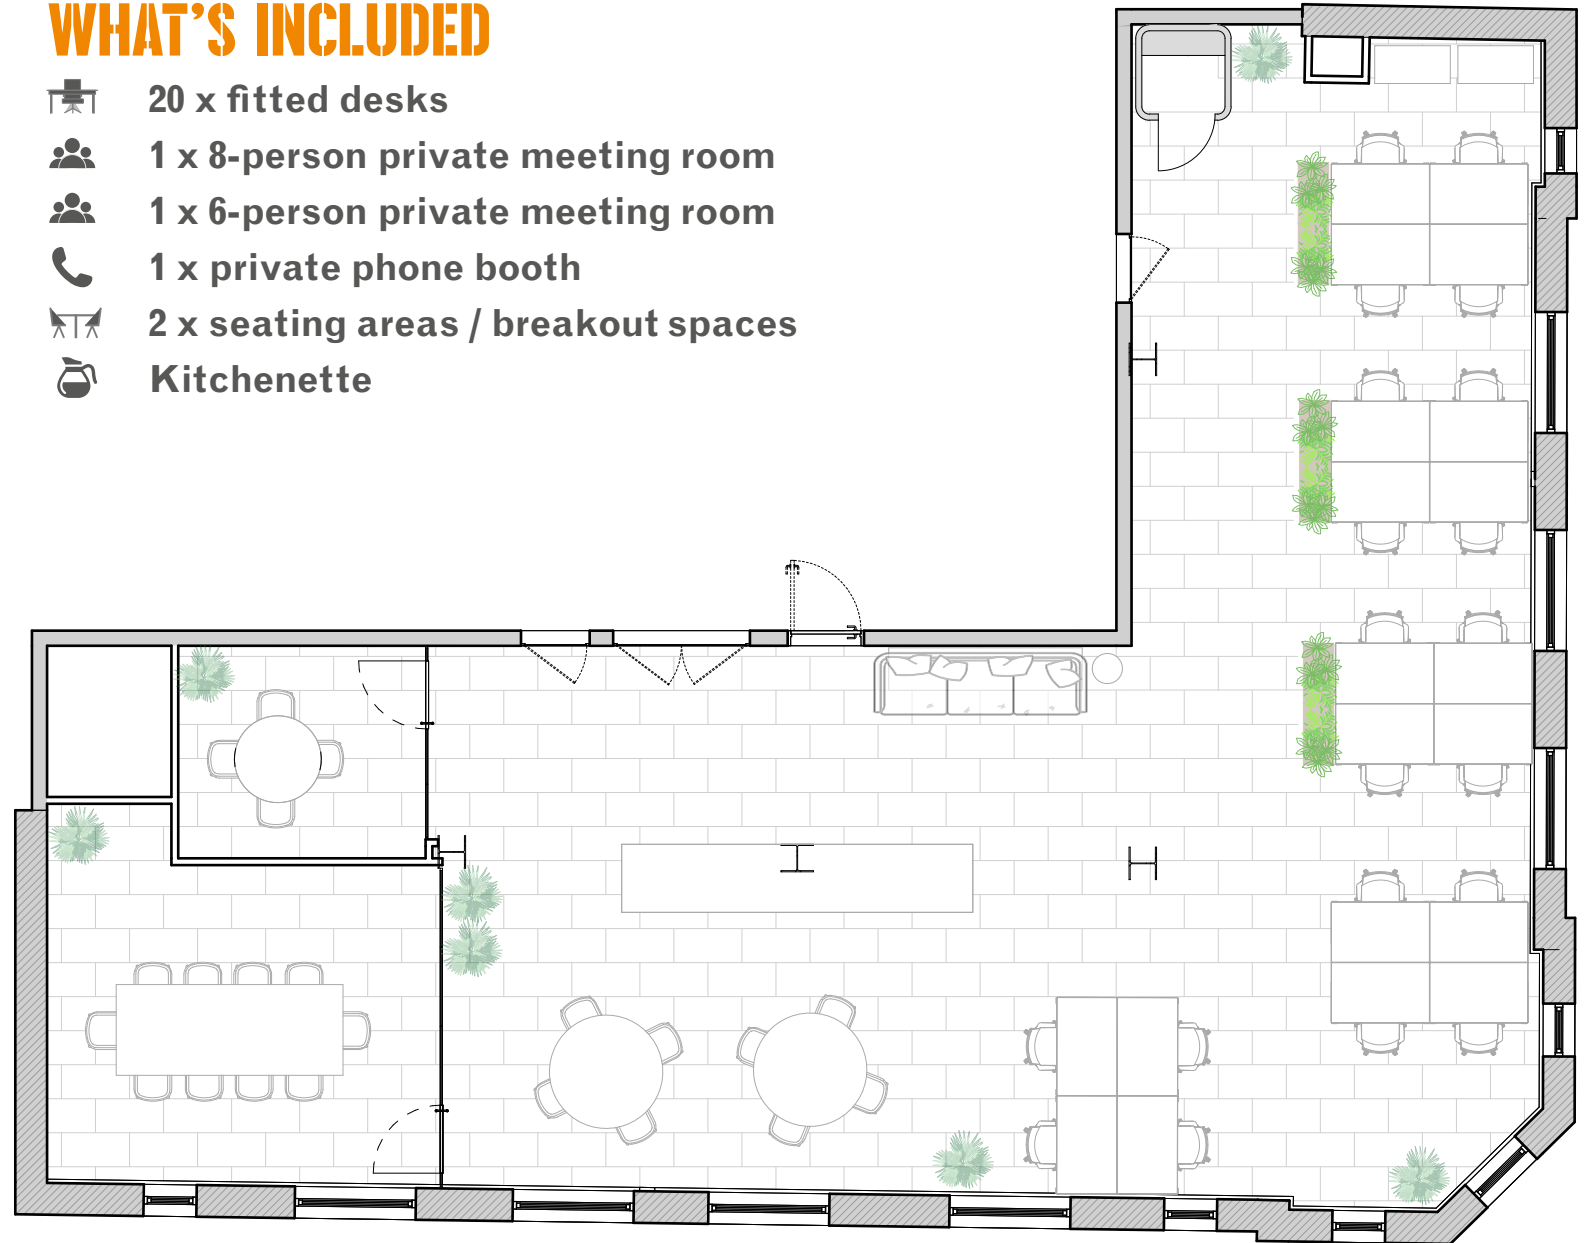 WHAT'S INCLUDED
20 x fitted desks
1 x 8-person private meeting room
1 x 6-person private meeting room
1 x private phone booth
2 x seating areas / breakout spaces
Kitchenette